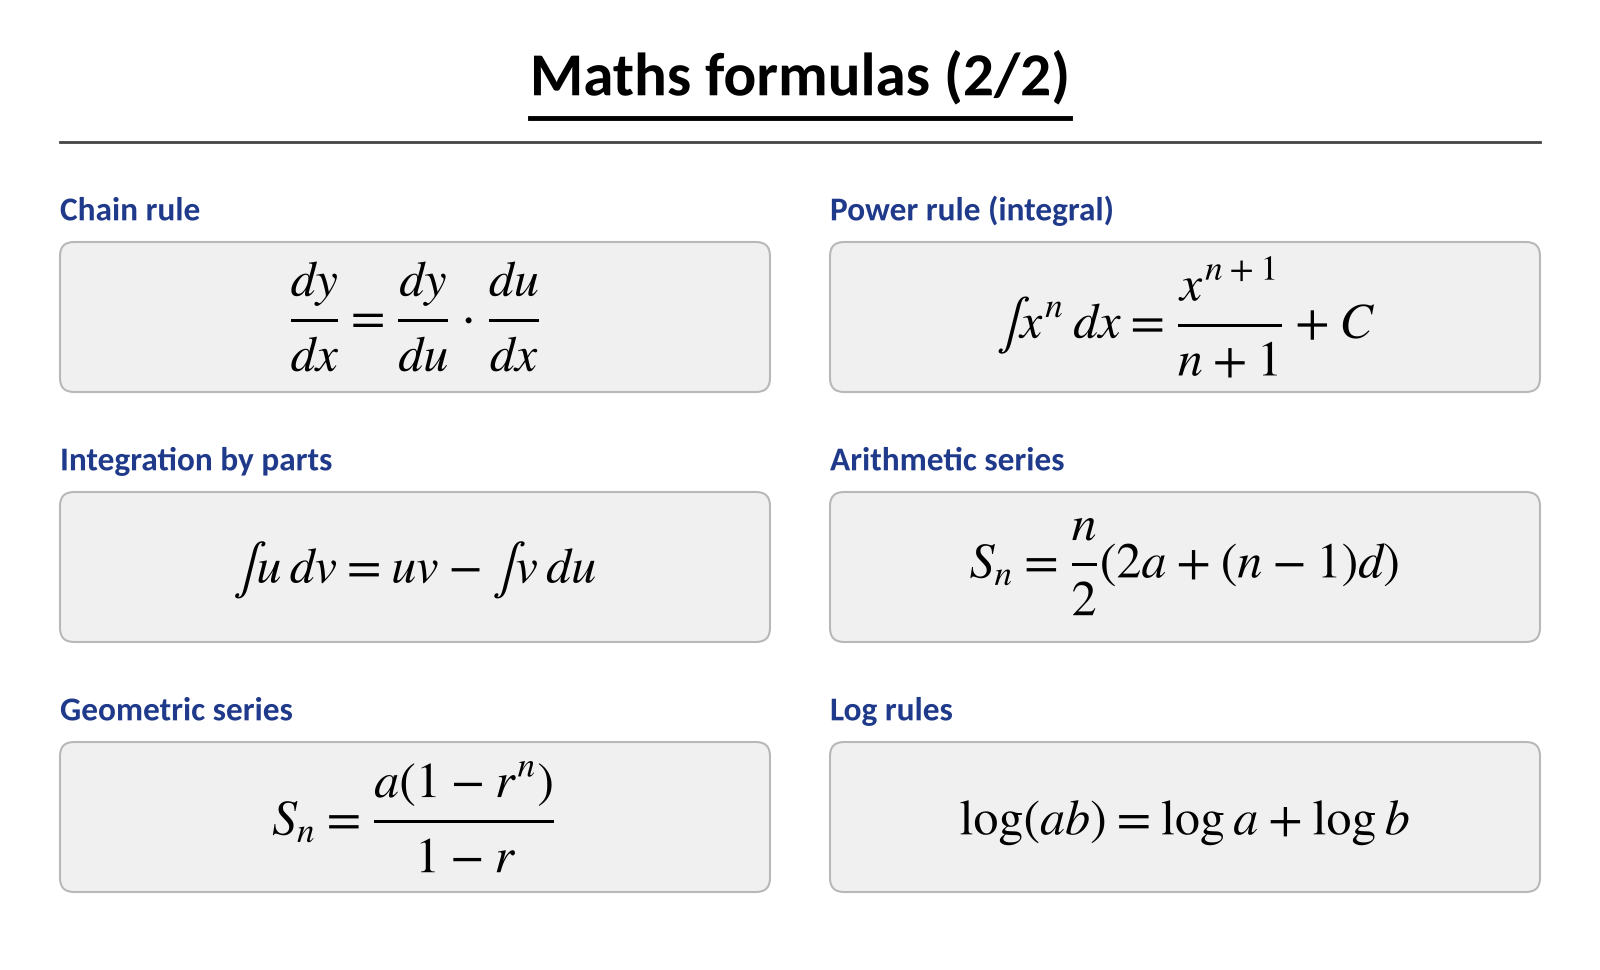 Maths formulas (2/2)
Chain rule
dy/dx = dy/du · du/dx
Power rule (integral)
∫xⁿ dx = xⁿ⁺¹/(n + 1) + C
Integration by parts
∫u dv = uv − ∫v du
Arithmetic series
Sₙ = n/2(2a + (n − 1)d)
Geometric series
Sₙ = a(1 − rⁿ)/(1 − r)
Log rules
log(ab) = log a + log b